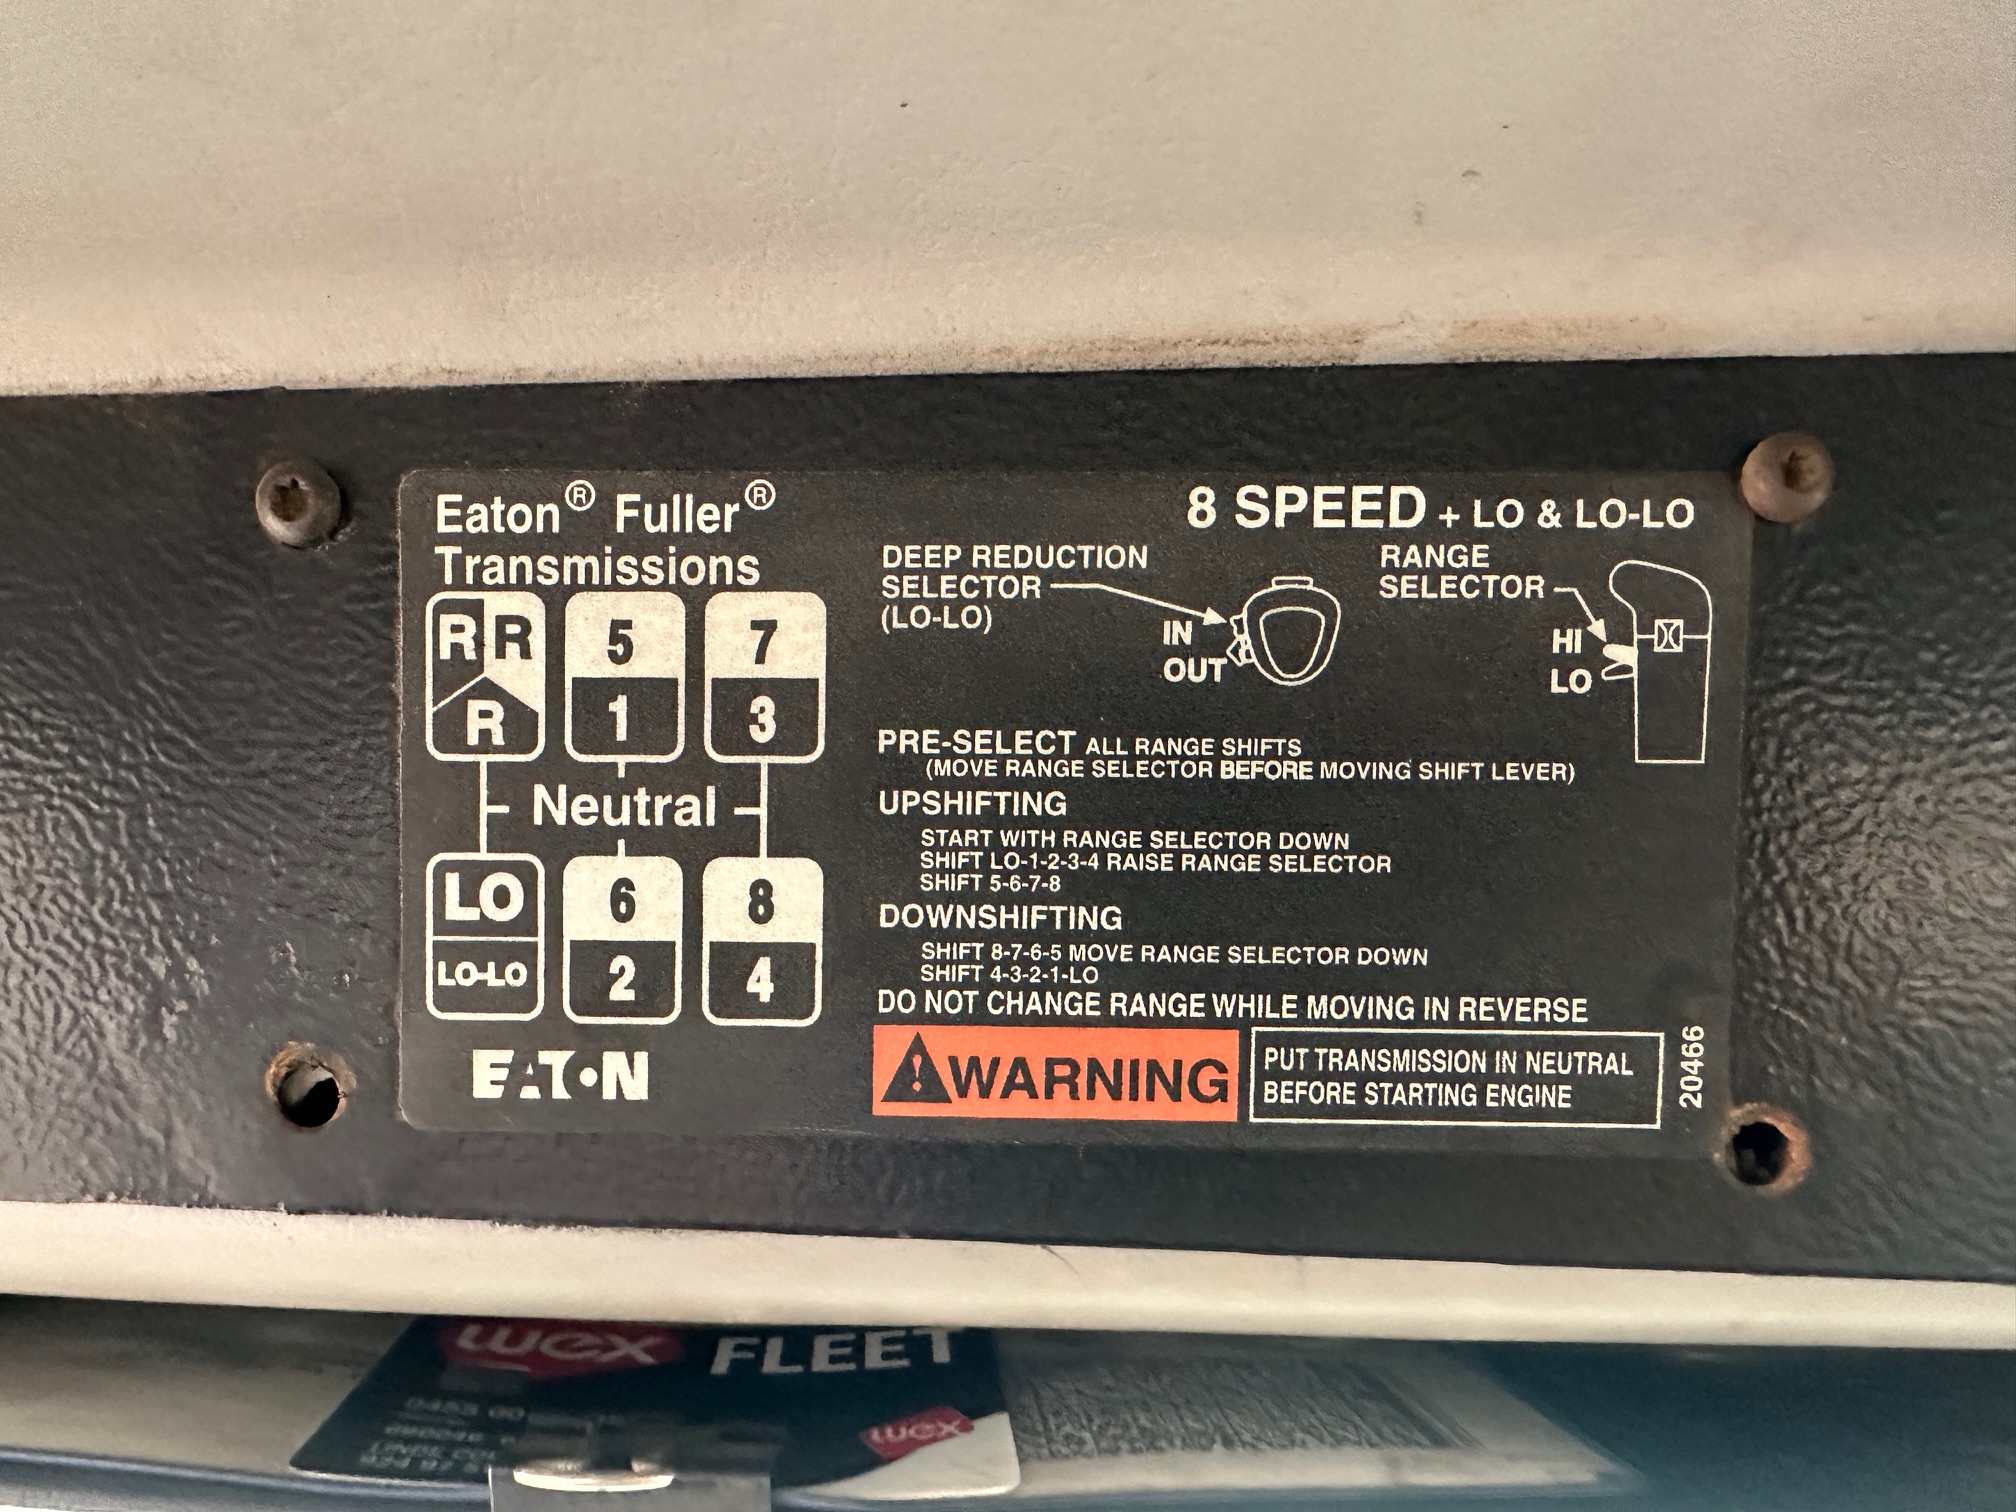 Eaton® Fuller®
Transmissions
8 SPEED + LO & LO-LO
R R
R
5
1
7
3
Neutral
LO
LO-LO
6
2
8
4
EATON
DEEP REDUCTION
SELECTOR
(LO-LO)
IN
OUT
RANGE
SELECTOR
HI
LO
PRE-SELECT ALL RANGE SHIFTS
(MOVE RANGE SELECTOR BEFORE MOVING SHIFT LEVER)
UPSHIFTING
START WITH RANGE SELECTOR DOWN
SHIFT LO-1-2-3-4 RAISE RANGE SELECTOR
SHIFT 5-6-7-8
DOWNSHIFTING
SHIFT 8-7-6-5 MOVE RANGE SELECTOR DOWN
SHIFT 4-3-2-1-LO
DO NOT CHANGE RANGE WHILE MOVING IN REVERSE
WARNING
PUT TRANSMISSION IN NEUTRAL
BEFORE STARTING ENGINE
20466
wex FLEET
wex